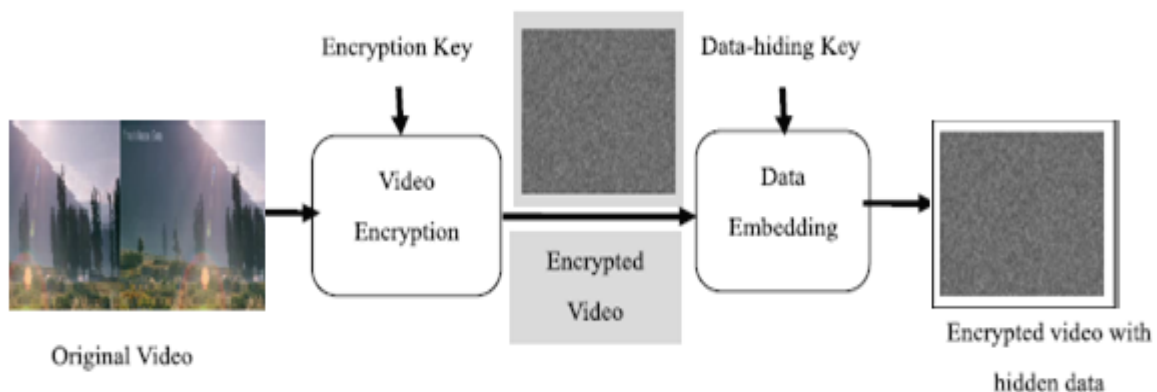 Encryption Key
Data-hiding Key
Video
Encryption
Data
Embedding
Encrypted
Video
Original Video
Encrypted video with
hidden data